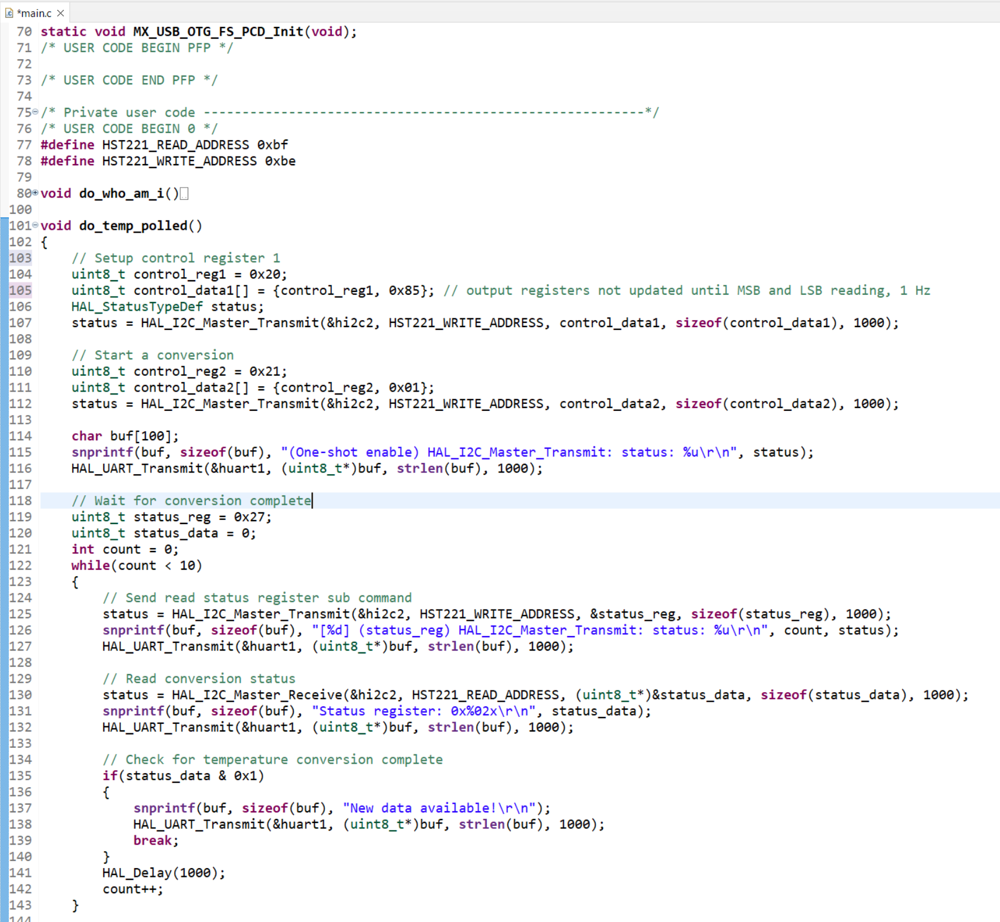 *main.c
70 static void MX_USB_OTG_FS_PCD_Init(void);
71 /* USER CODE BEGIN PFP */
72
73 /* USER CODE END PFP */
74
75 /* Private user code ---------------------------------------------------------*/
76 /* USER CODE BEGIN 0 */
77 #define HST221_READ_ADDRESS 0xbf
78 #define HST221_WRITE_ADDRESS 0xbe
79
80 void do_who_am_i()
100
101 void do_temp_polled()
102 {
103     // Setup control register 1
104     uint8_t control_reg1 = 0x20;
105     uint8_t control_data1[] = {control_reg1, 0x85}; // output registers not updated until MSB and LSB reading, 1 Hz
106     HAL_StatusTypeDef status;
107     status = HAL_I2C_Master_Transmit(&hi2c2, HST221_WRITE_ADDRESS, control_data1, sizeof(control_data1), 1000);
108
109     // Start a conversion
110     uint8_t control_reg2 = 0x21;
111     uint8_t control_data2[] = {control_reg2, 0x01};
112     status = HAL_I2C_Master_Transmit(&hi2c2, HST221_WRITE_ADDRESS, control_data2, sizeof(control_data2), 1000);
113
114     char buf[100];
115     snprintf(buf, sizeof(buf), "(One-shot enable) HAL_I2C_Master_Transmit: status: %u\r\n", status);
116     HAL_UART_Transmit(&huart1, (uint8_t*)buf, strlen(buf), 1000);
117
118     // Wait for conversion complete
119     uint8_t status_reg = 0x27;
120     uint8_t status_data = 0;
121     int count = 0;
122     while(count < 10)
123     {
124         // Send read status register sub command
125         status = HAL_I2C_Master_Transmit(&hi2c2, HST221_WRITE_ADDRESS, &status_reg, sizeof(status_reg), 1000);
126         snprintf(buf, sizeof(buf), "[%d] (status_reg) HAL_I2C_Master_Transmit: status: %u\r\n", count, status);
127         HAL_UART_Transmit(&huart1, (uint8_t*)buf, strlen(buf), 1000);
128
129         // Read conversion status
130         status = HAL_I2C_Master_Receive(&hi2c2, HST221_READ_ADDRESS, (uint8_t*)&status_data, sizeof(status_data), 1000);
131         snprintf(buf, sizeof(buf), "Status register: 0x%02x\r\n", status_data);
132         HAL_UART_Transmit(&huart1, (uint8_t*)buf, strlen(buf), 1000);
133
134         // Check for temperature conversion complete
135         if(status_data & 0x1)
136         {
137             snprintf(buf, sizeof(buf), "New data available!\r\n");
138             HAL_UART_Transmit(&huart1, (uint8_t*)buf, strlen(buf), 1000);
139             break;
140         }
141         HAL_Delay(1000);
142         count++;
143     }
144